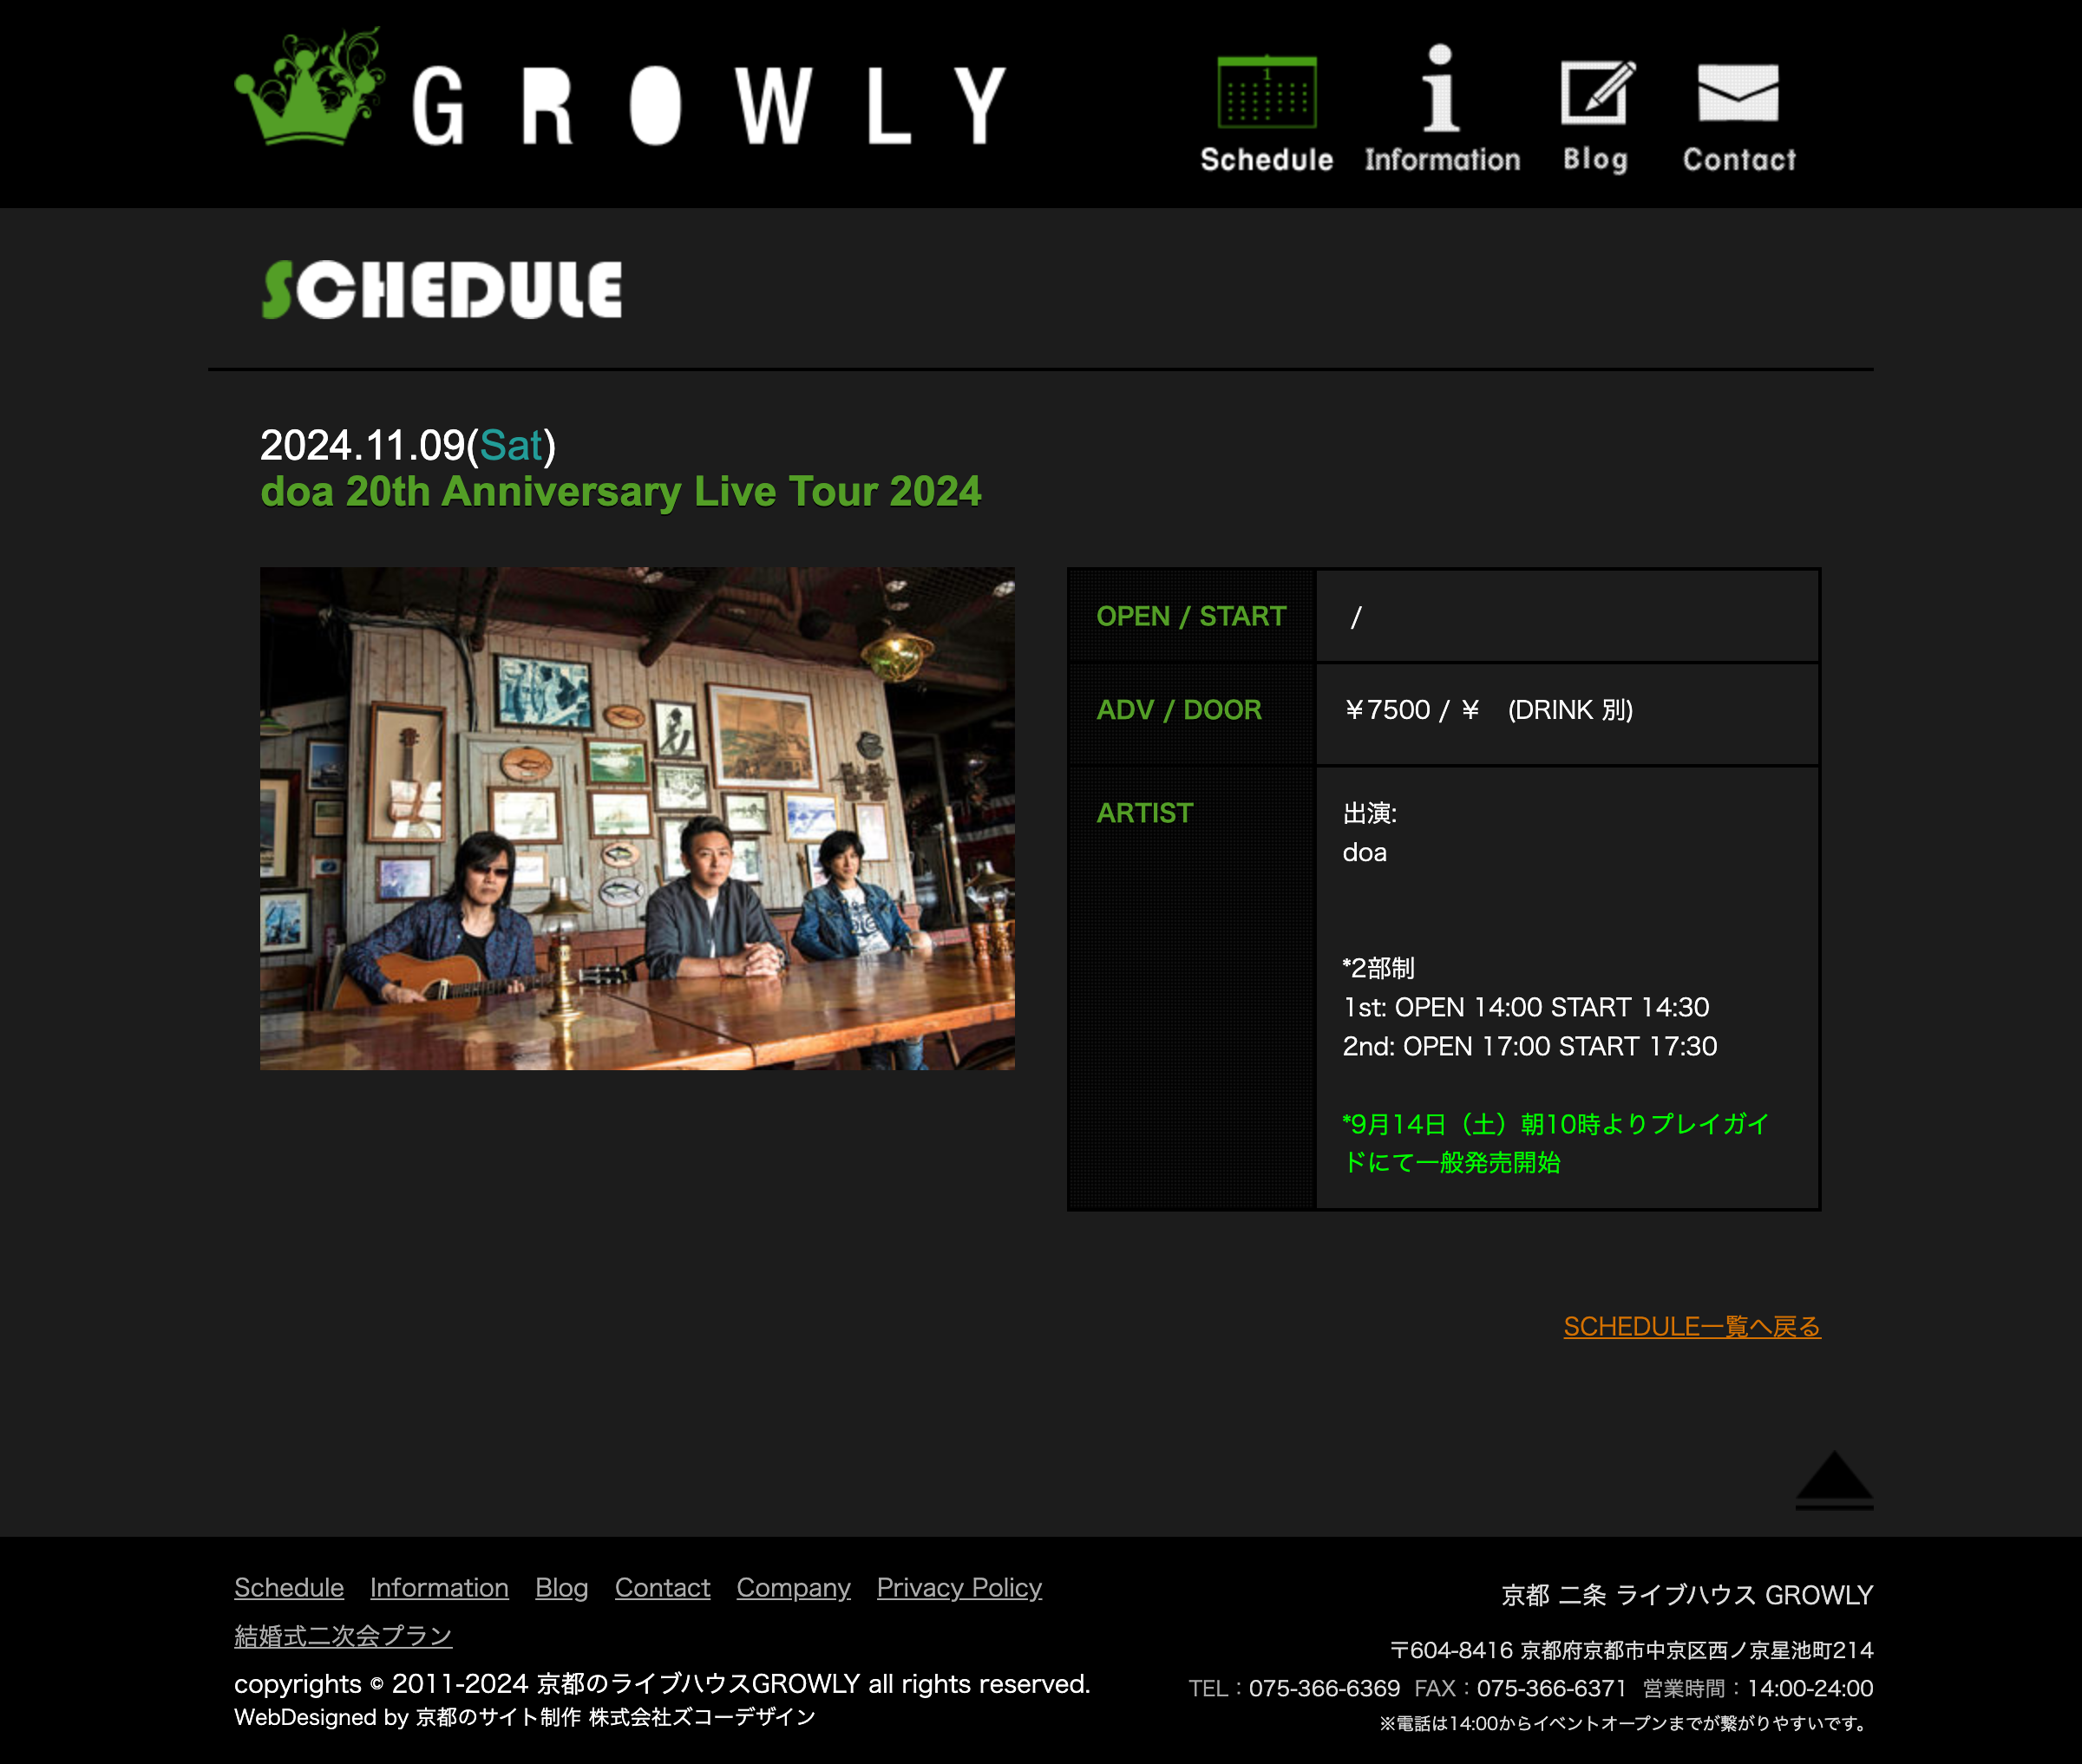 GROWLY
Schedule
Information
Blog
Contact
SCHEDULE
2024.11.09(Sat)
doa 20th Anniversary Live Tour 2024
OPEN / START
/
ADV / DOOR
￥7500 / ￥　(DRINK 別)
ARTIST
出演:
doa
*2部制
1st: OPEN 14:00 START 14:30
2nd: OPEN 17:00 START 17:30
*9月14日（土）朝10時よりプレイガイ
ドにて一般発売開始
SCHEDULE一覧へ戻る
Schedule Information Blog Contact Company Privacy Policy
結婚式二次会プラン
copyrights © 2011-2024 京都のライブハウスGROWLY all rights reserved.
WebDesigned by 京都のサイト制作 株式会社ズコーデザイン
京都 二条 ライブハウス GROWLY
〒604-8416 京都府京都市中京区西ノ京星池町214
TEL：075-366-6369 FAX：075-366-6371 営業時間：14:00-24:00
※電話は14:00からイベントオープンまでが繋がりやすいです。